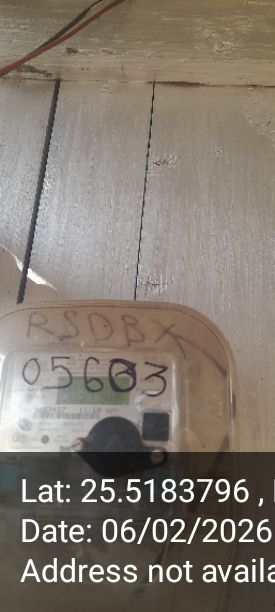 RSDBX
05603
Lat: 25.5183796 ,
Date: 06/02/2026
Address not availa